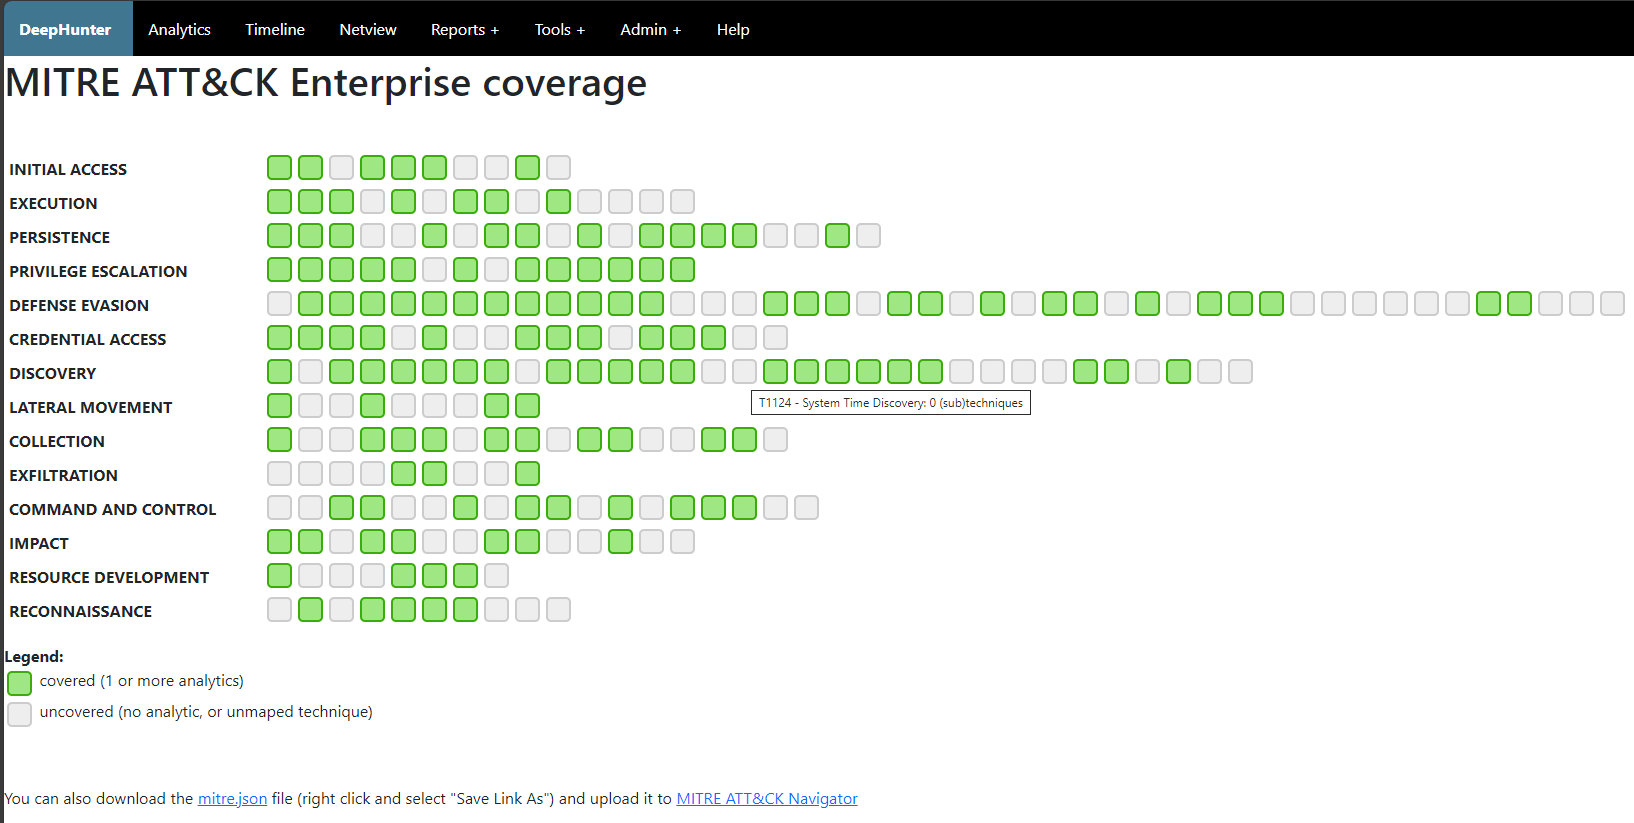 DeepHunter Analytics Timeline Netview Reports + Tools + Admin + Help
MITRE ATT&CK Enterprise coverage
INITIAL ACCESS
EXECUTION
PERSISTENCE
PRIVILEGE ESCALATION
DEFENSE EVASION
CREDENTIAL ACCESS
DISCOVERY
T1124 - System Time Discovery: 0 (sub)techniques
LATERAL MOVEMENT
COLLECTION
EXFILTRATION
COMMAND AND CONTROL
IMPACT
RESOURCE DEVELOPMENT
RECONNAISSANCE
Legend:
covered (1 or more analytics)
uncovered (no analytic, or unmaped technique)
You can also download the mitre.json file (right click and select "Save Link As") and upload it to MITRE ATT&CK Navigator